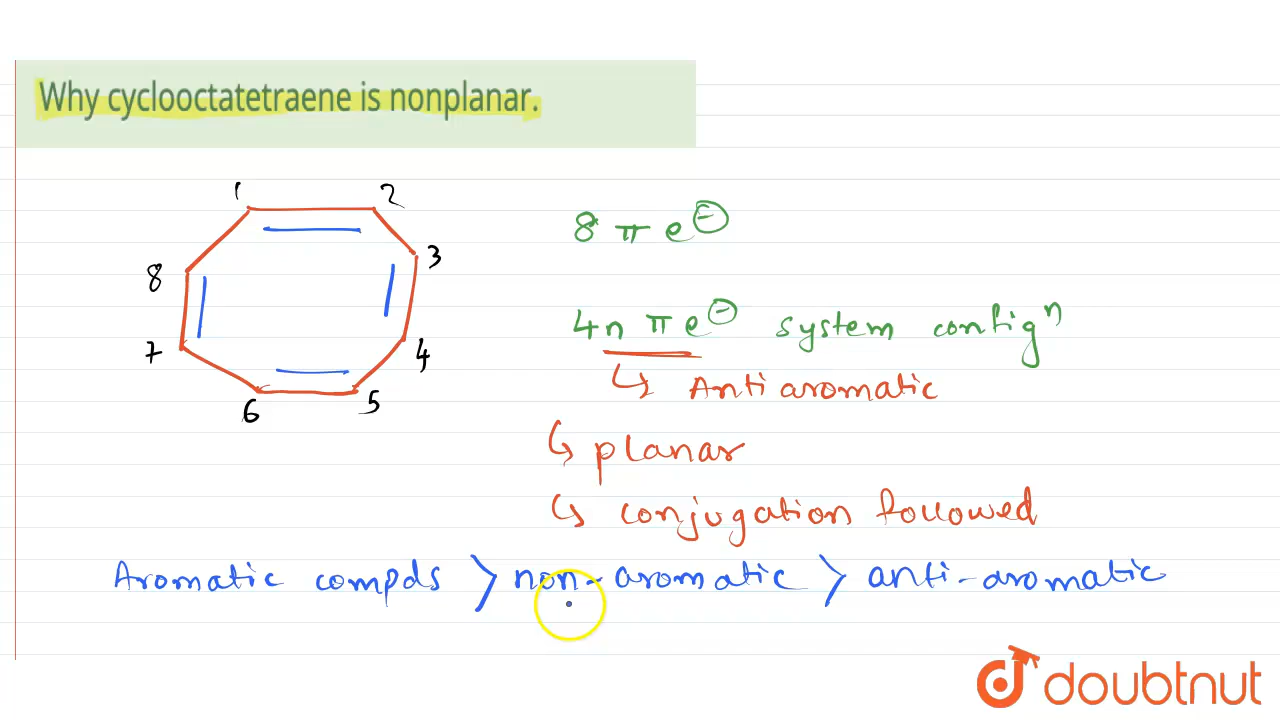 Why cyclooctatetraene is nonplanar.
1 2
3
8
7
4
6 5
8 π e⊖
4n π e⊖ system configⁿ
↳ Anti aromatic
↳ planar
↳ conjugation followed
Aromatic compds > non-aromatic > anti-aromatic
doubtnut